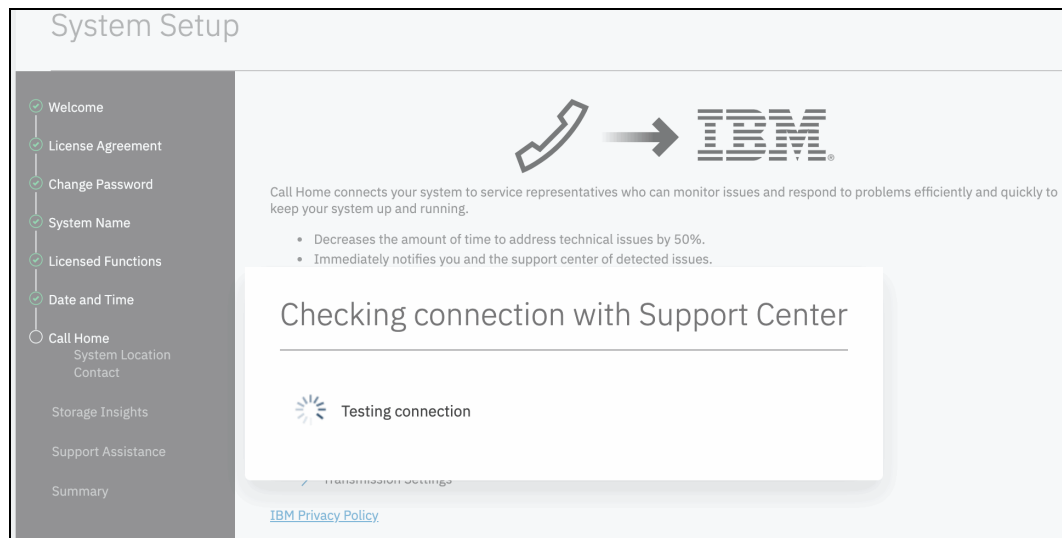 System Setup
Welcome
License Agreement
Change Password
System Name
Licensed Functions
Date and Time
Call Home
System Location
Contact
Storage Insights
Support Assistance
Summary
IBM®
Call Home connects your system to service representatives who can monitor issues and respond to problems efficiently and quickly to
keep your system up and running.
• Decreases the amount of time to address technical issues by 50%.
• Immediately notifies you and the support center of detected issues.
Checking connection with Support Center
Testing connection
Transmission Settings
IBM Privacy Policy